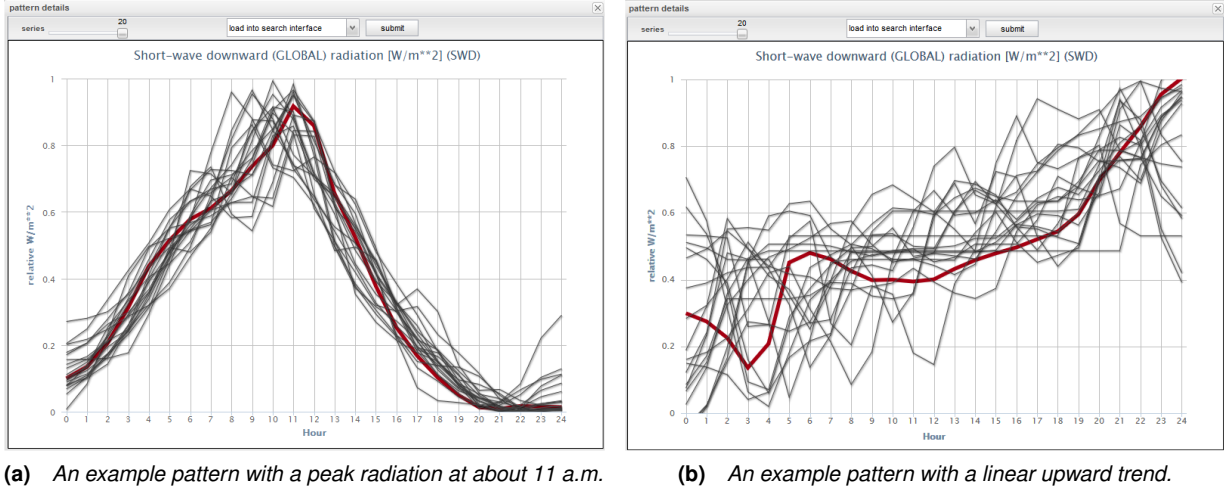 pattern details
series 20 load into search interface submit
Short-wave downward (GLOBAL) radiation [W/m**2] (SWD)
relative W/m**2
1
0.8
0.6
0.4
0.2
0
0 1 2 3 4 5 6 7 8 9 10 11 12 13 14 15 16 17 18 19 20 21 22 23 24
Hour
(a) An example pattern with a peak radiation at about 11 a.m.
pattern details
series 20 load into search interface submit
Short-wave downward (GLOBAL) radiation [W/m**2] (SWD)
relative W/m**2
1
0.8
0.6
0.4
0.2
0
0 1 2 3 4 5 6 7 8 9 10 11 12 13 14 15 16 17 18 19 20 21 22 23 24
Hour
(b) An example pattern with a linear upward trend.